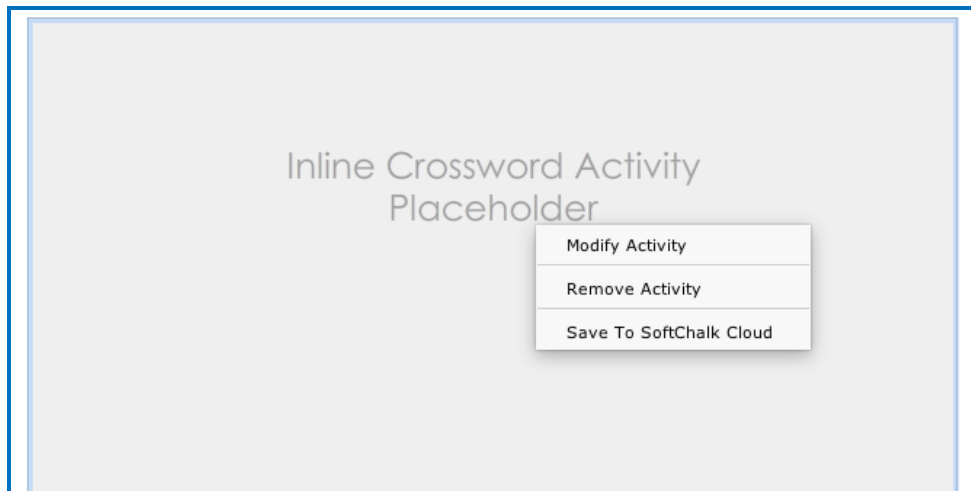 Inline Crossword Activity
Placeholder
Modify Activity
Remove Activity
Save To SoftChalk Cloud